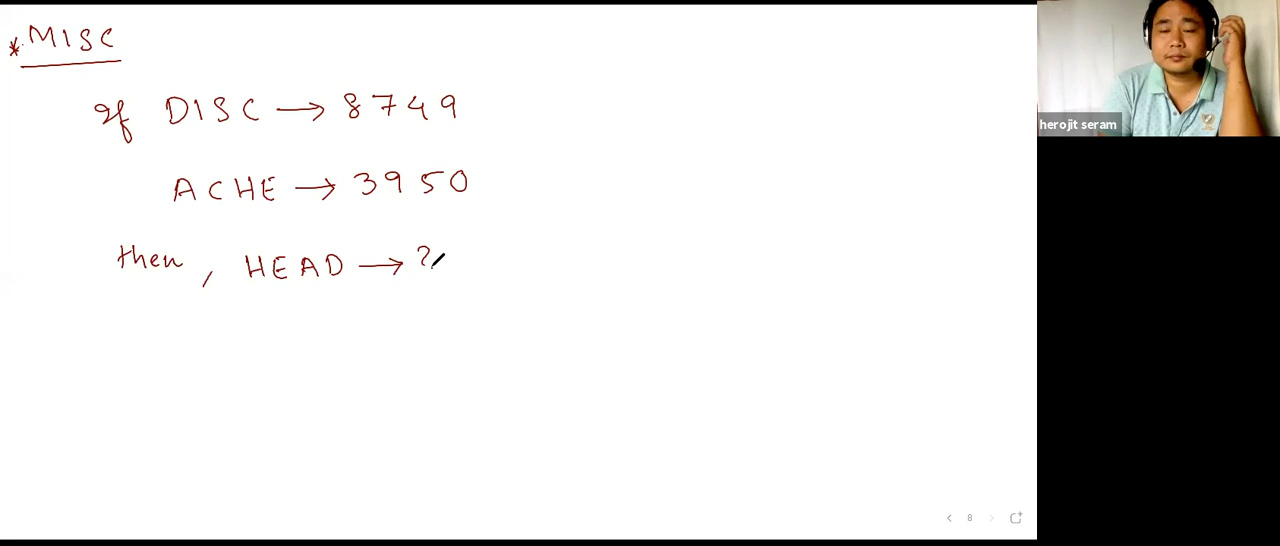 * MISC
If DISC → 8749
ACHE → 3950
then, HEAD → ?
herojit seram
8